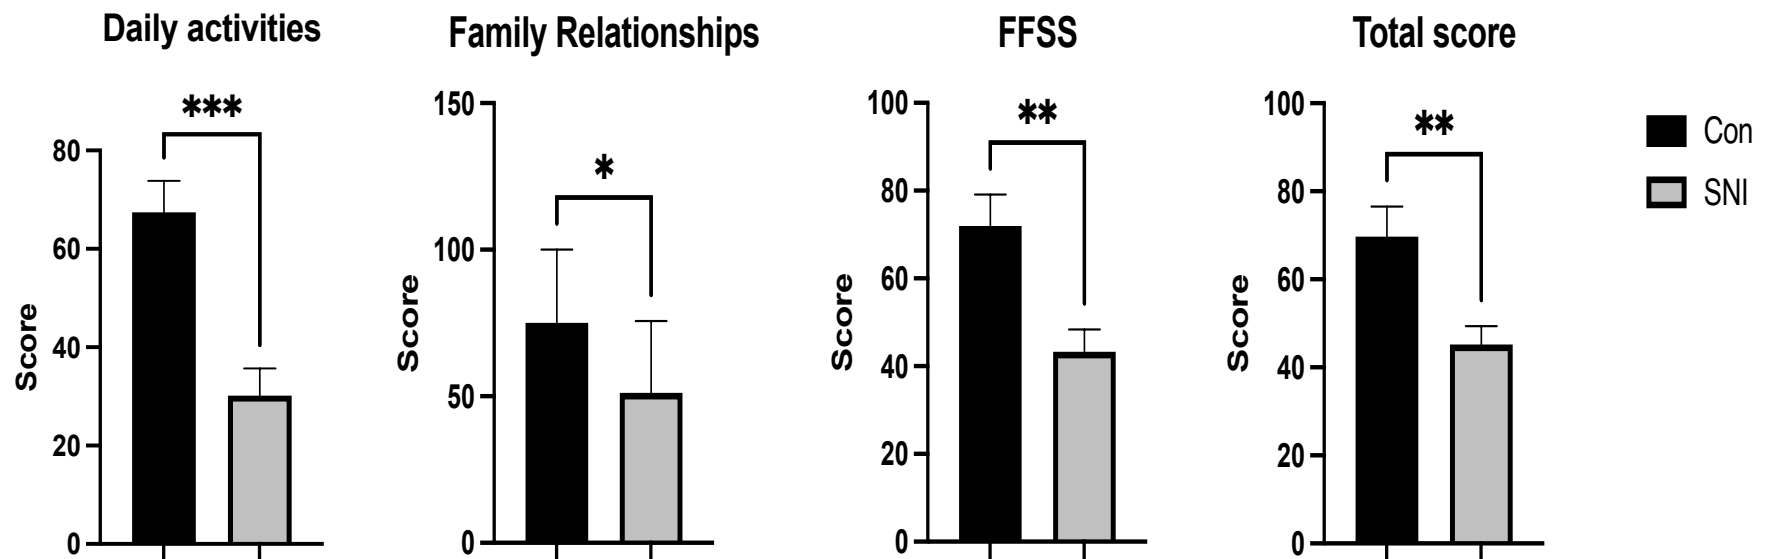 Daily activities
Family Relationships
FFSS
Total score
Score
80
60
40
20
0
***
Score
150
100
50
0
*
Score
100
80
60
40
20
0
**
Score
100
80
60
40
20
0
**
Con
SNI